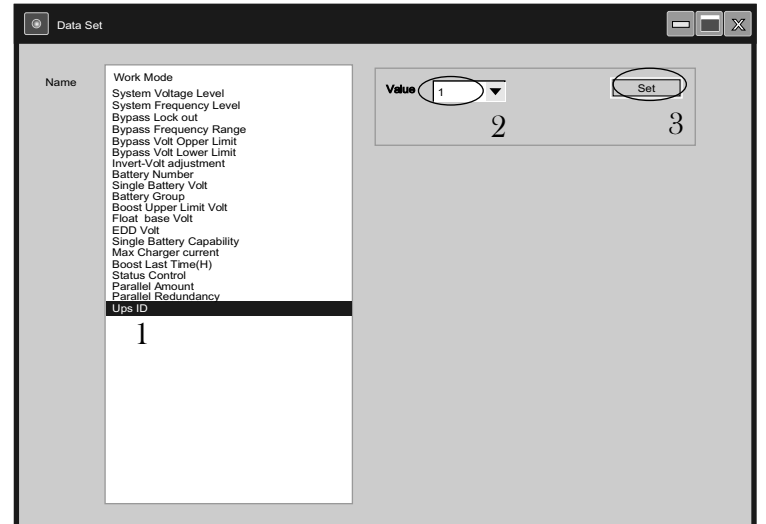 Data Set
Name
Work Mode
System Voltage Level
System Frequency Level
Bypass Lock out
Bypass Frequency Range
Bypass Volt Opper Limit
Bypass Volt Lower Limit
Invert-Volt adjustment
Battery Number
Single Battery Volt
Battery Group
Boost Upper Limit Volt
Float base Volt
EDD Volt
Single Battery Capability
Max Charger current
Boost Last Time(H)
Status Control
Parallel Amount
Parallel Redundancy
Ups ID
1
Value 1
2
Set
3